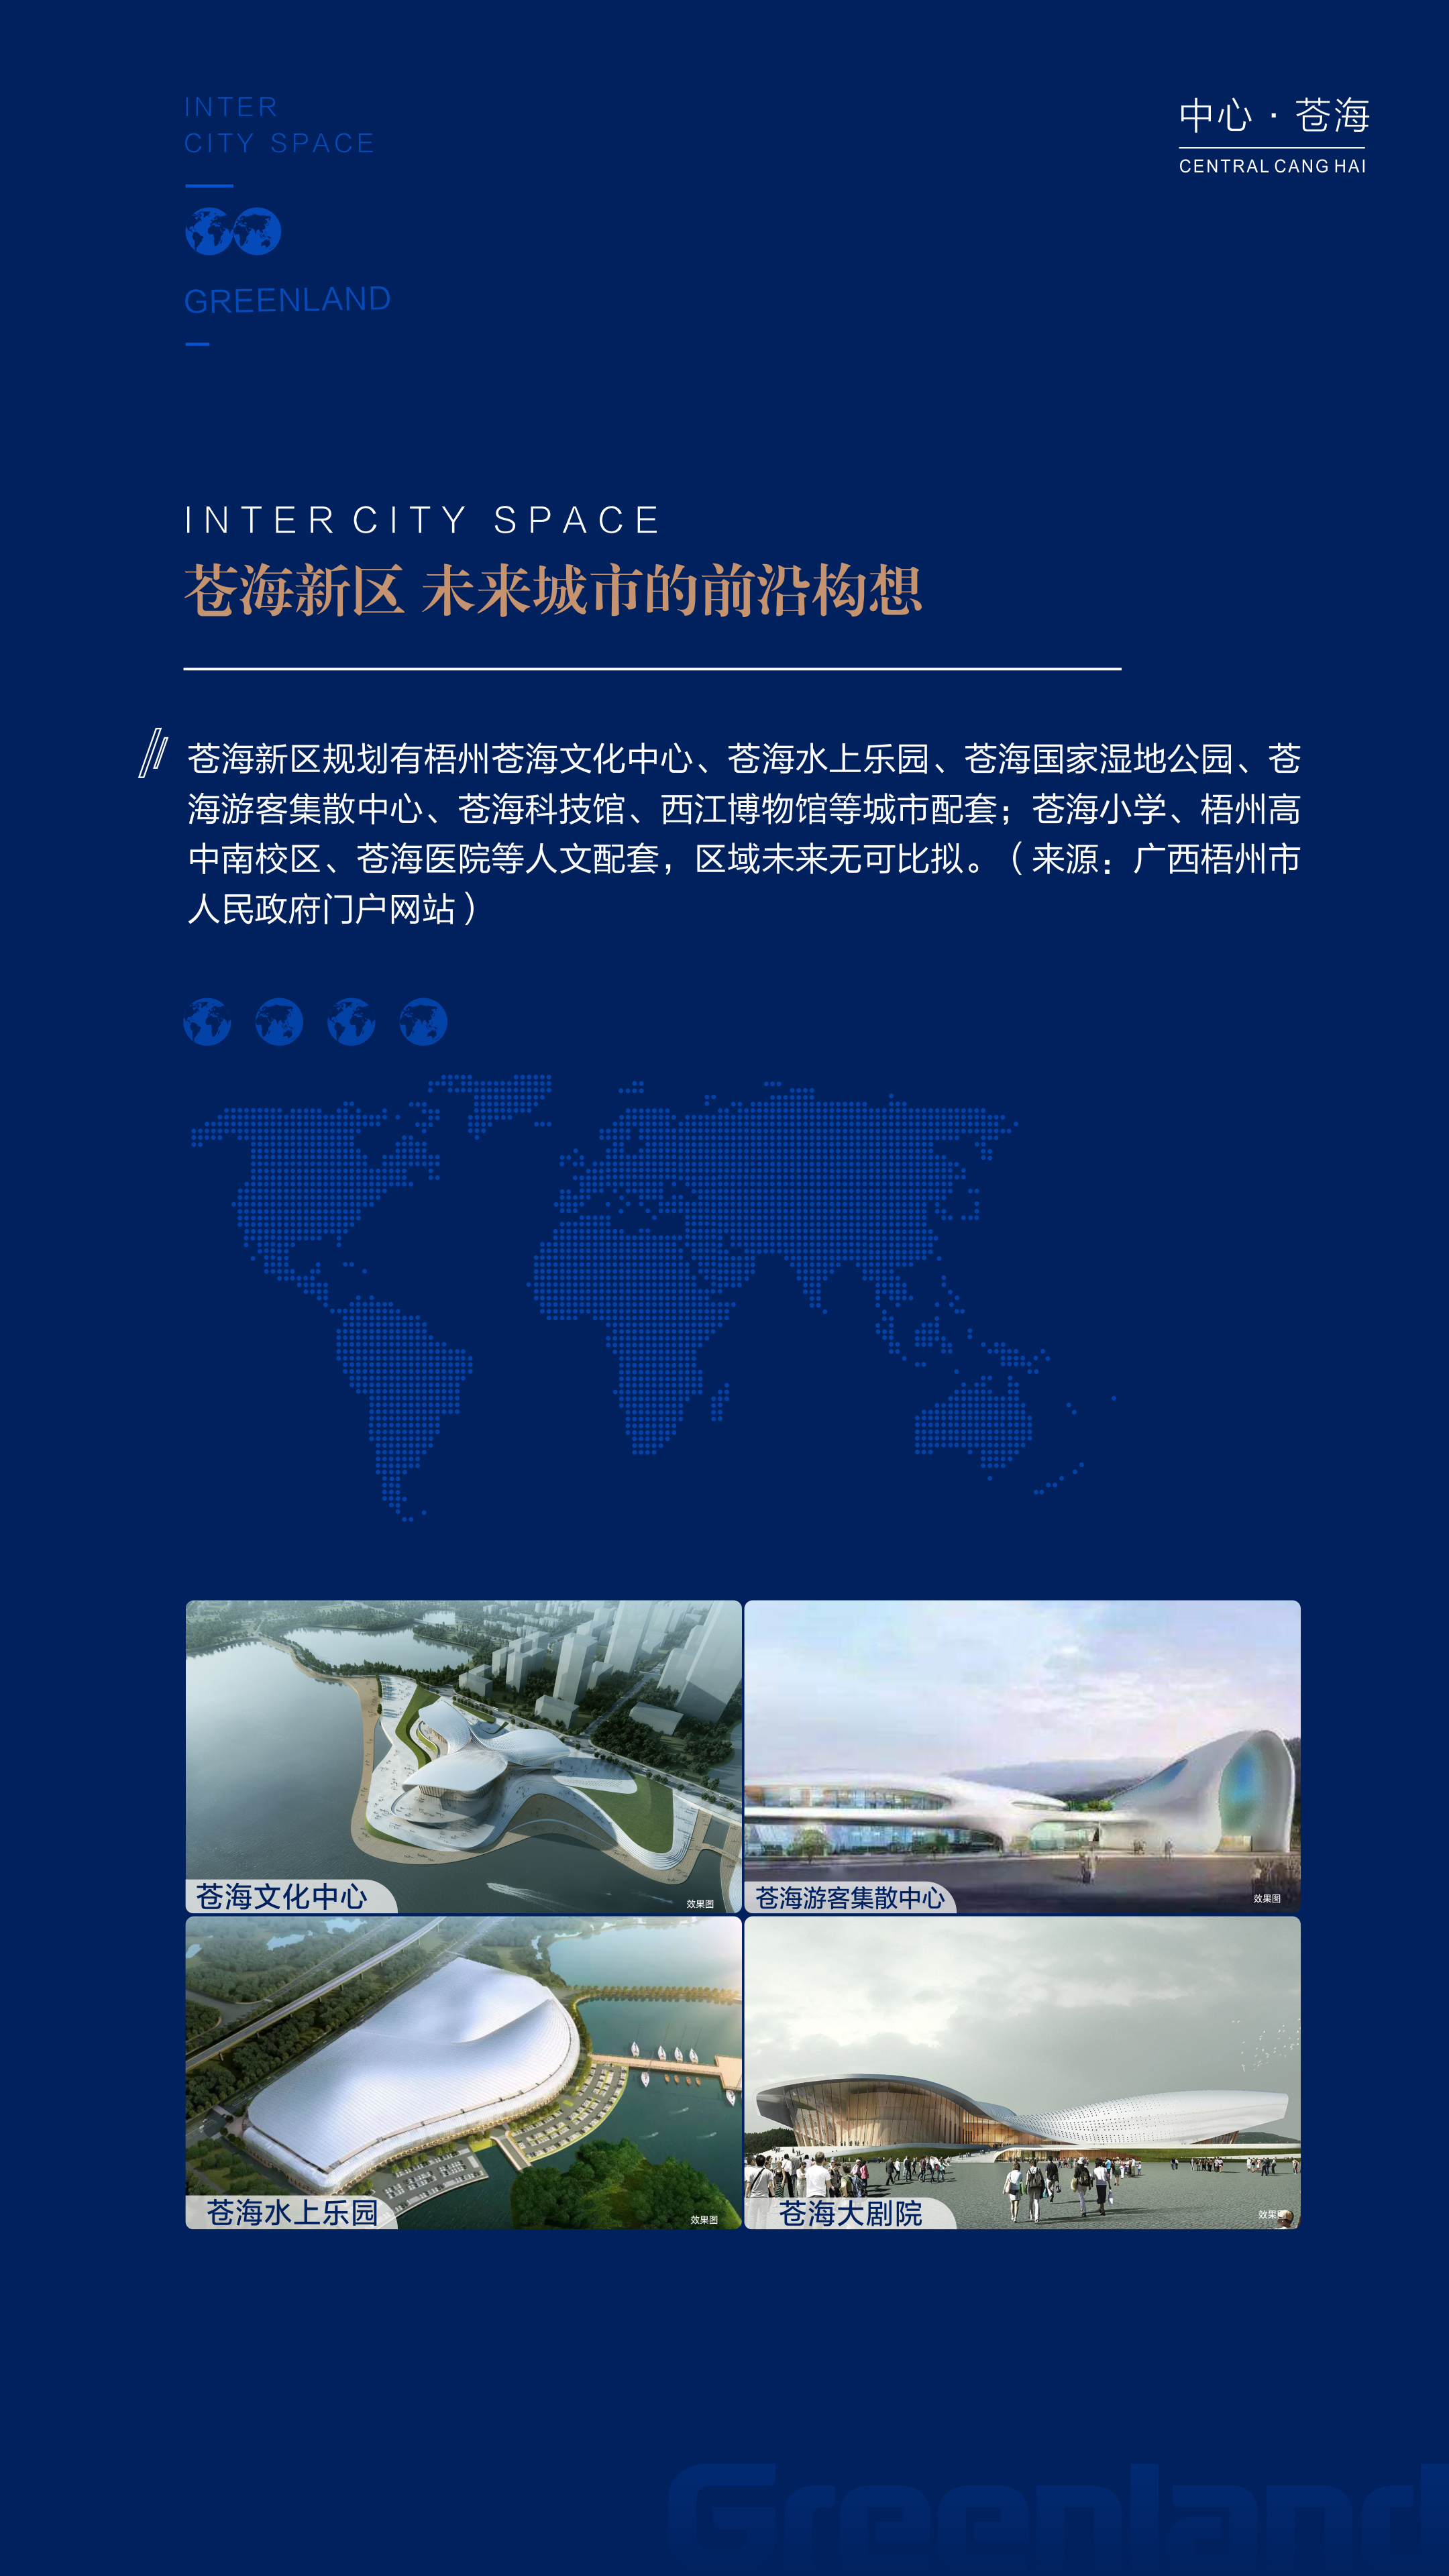 INTER
CITY SPACE
中心·苍海
CENTRAL CANG HAI
GREENLAND
INTER CITY SPACE
苍海新区 未来城市的前沿构想
苍海新区规划有梧州苍海文化中心、苍海水上乐园、苍海国家湿地公园、苍
海游客集散中心、苍海科技馆、西江博物馆等城市配套；苍海小学、梧州高
中南校区、苍海医院等人文配套，区域未来无可比拟。（来源：广西梧州市
人民政府门户网站）
苍海文化中心
效果图
苍海游客集散中心
效果图
苍海水上乐园
效果图
苍海大剧院
效果图
Greenland